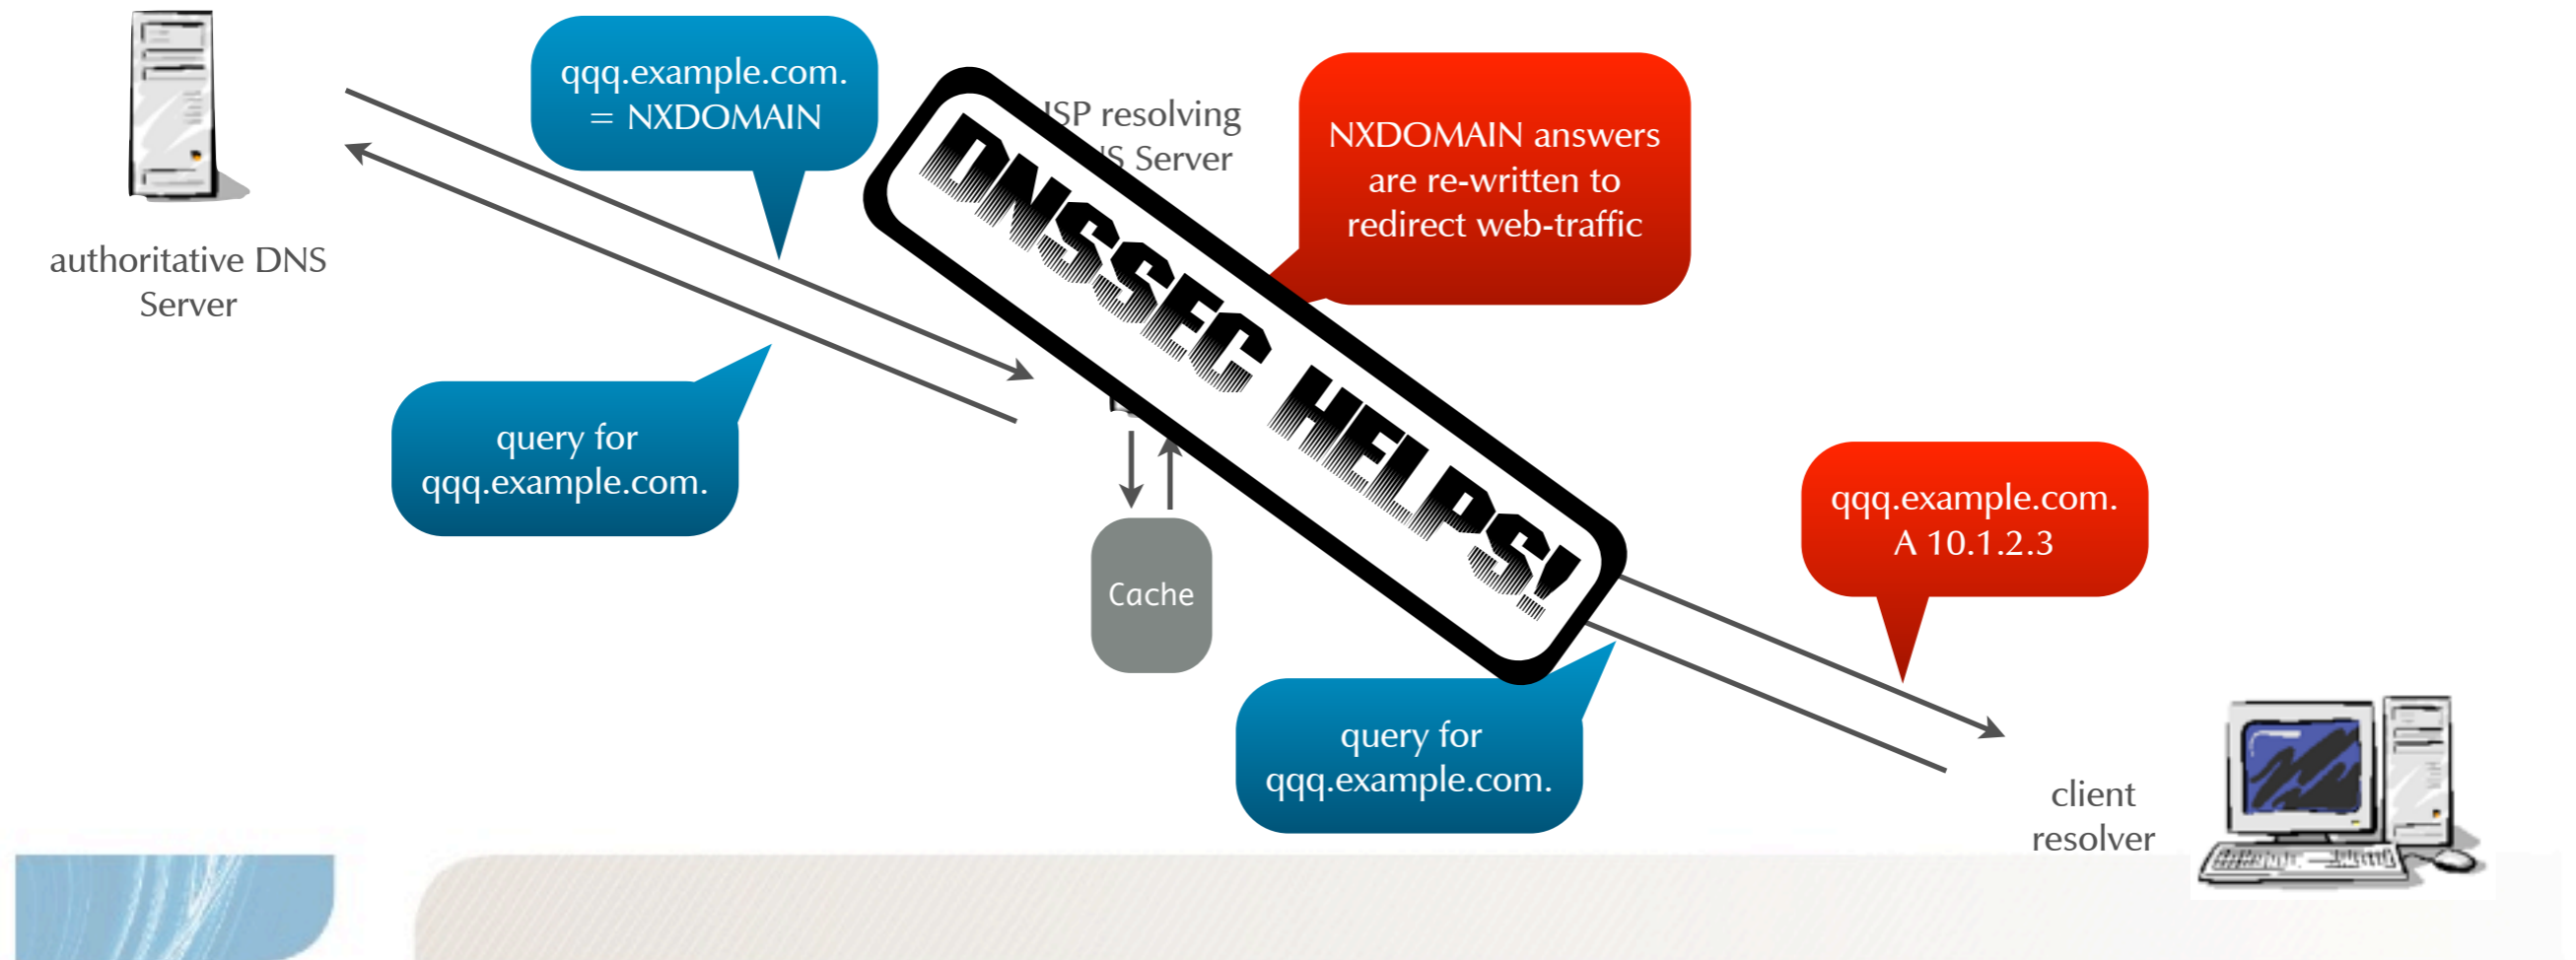 qqq.example.com.
= NXDOMAIN
ISP resolving
Server
NXDOMAIN answers
are re-written to
redirect web-traffic
DNSSEC HELPS!
authoritative DNS
Server
query for
qqq.example.com.
qqq.example.com.
A 10.1.2.3
Cache
query for
qqq.example.com.
client
resolver